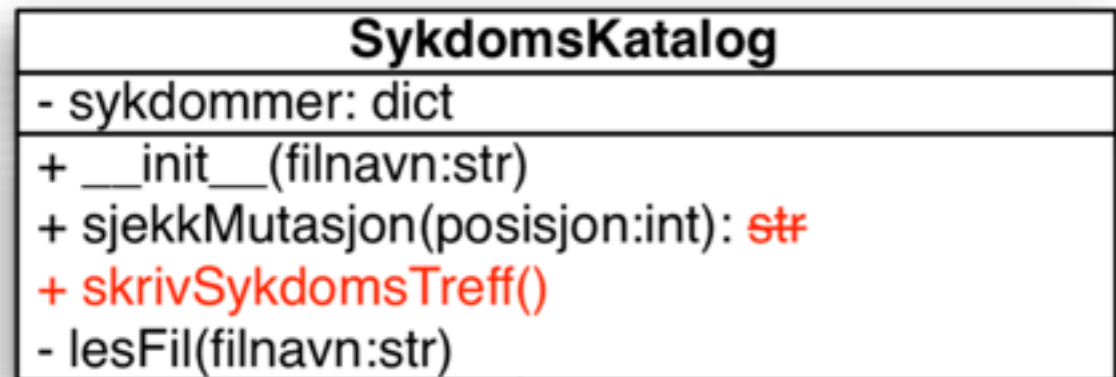 SykdomsKatalog
- sykdommer: dict
+ __init__(filnavn:str)
+ sjekkMutasjon(posisjon:int): str
+ skrivSykdomsTreff()
- lesFil(filnavn:str)